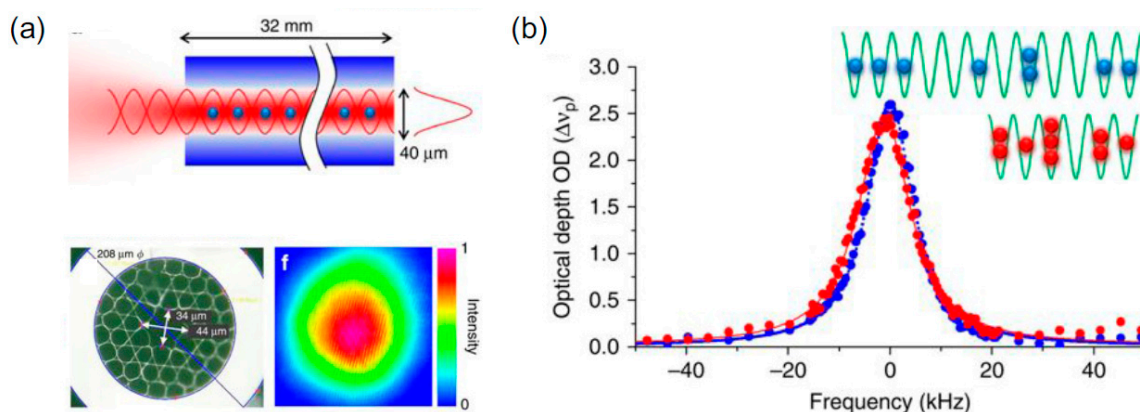 (a)
32 mm
40 μm
208 μm ϕ
34 μm
44 μm
f
1
Intensity
0
(b)
Optical depth OD (Δνp)
3.0
2.5
2.0
1.5
1.0
0.5
0.0
−40
−20
0
20
40
Frequency (kHz)